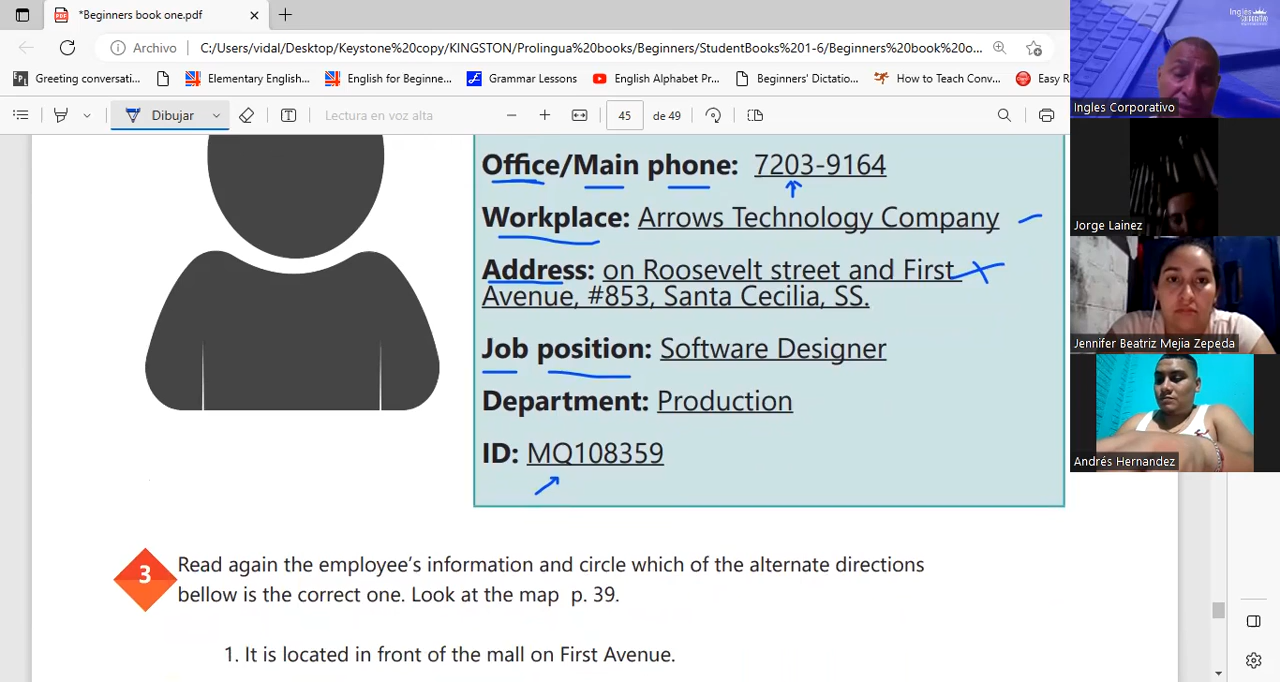 *Beginners book one.pdf
Archivo
C:/Users/vidal/Desktop/Keystone%20copy/KINGSTON/Prolingua%20books/Beginners/StudentBooks%201-6/Beginners%20book%20o...
Greeting conversati...
Elementary English...
English for Beginne...
Grammar Lessons
English Alphabet Pr...
Beginners' Dictatio...
How to Teach Conv...
Easy R
Dibujar
Lectura en voz alta
45
de 49
Office/Main phone: 7203-9164
Workplace: Arrows Technology Company
Address: on Roosevelt street and First
Avenue, #853, Santa Cecilia, SS.
Job position: Software Designer
Department: Production
ID: MQ108359
3
Read again the employee's information and circle which of the alternate directions
bellow is the correct one. Look at the map p. 39.
1. It is located in front of the mall on First Avenue.
Ingles Corporativo
Jorge Lainez
Jennifer Beatriz Mejia Zepeda
Andrés Hernandez